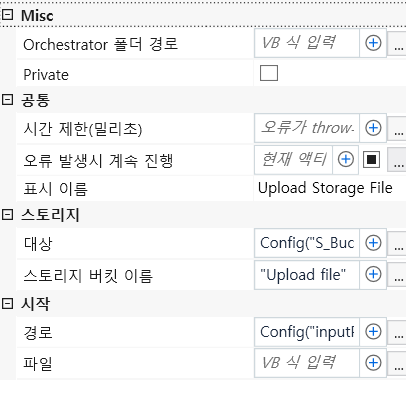 Misc
Orchestrator 폴더 경로 VB 식 입력 ...
Private
공통
시간 제한(밀리초) 오류가 throw ...
오류 발생시 계속 진행 현재 액티 ...
표시 이름 Upload Storage File
스토리지
대상 Config("S_Buc ...
스토리지 버킷 이름 "Upload file" ...
시작
경로 Config("input ...
파일 VB 식 입력 ...